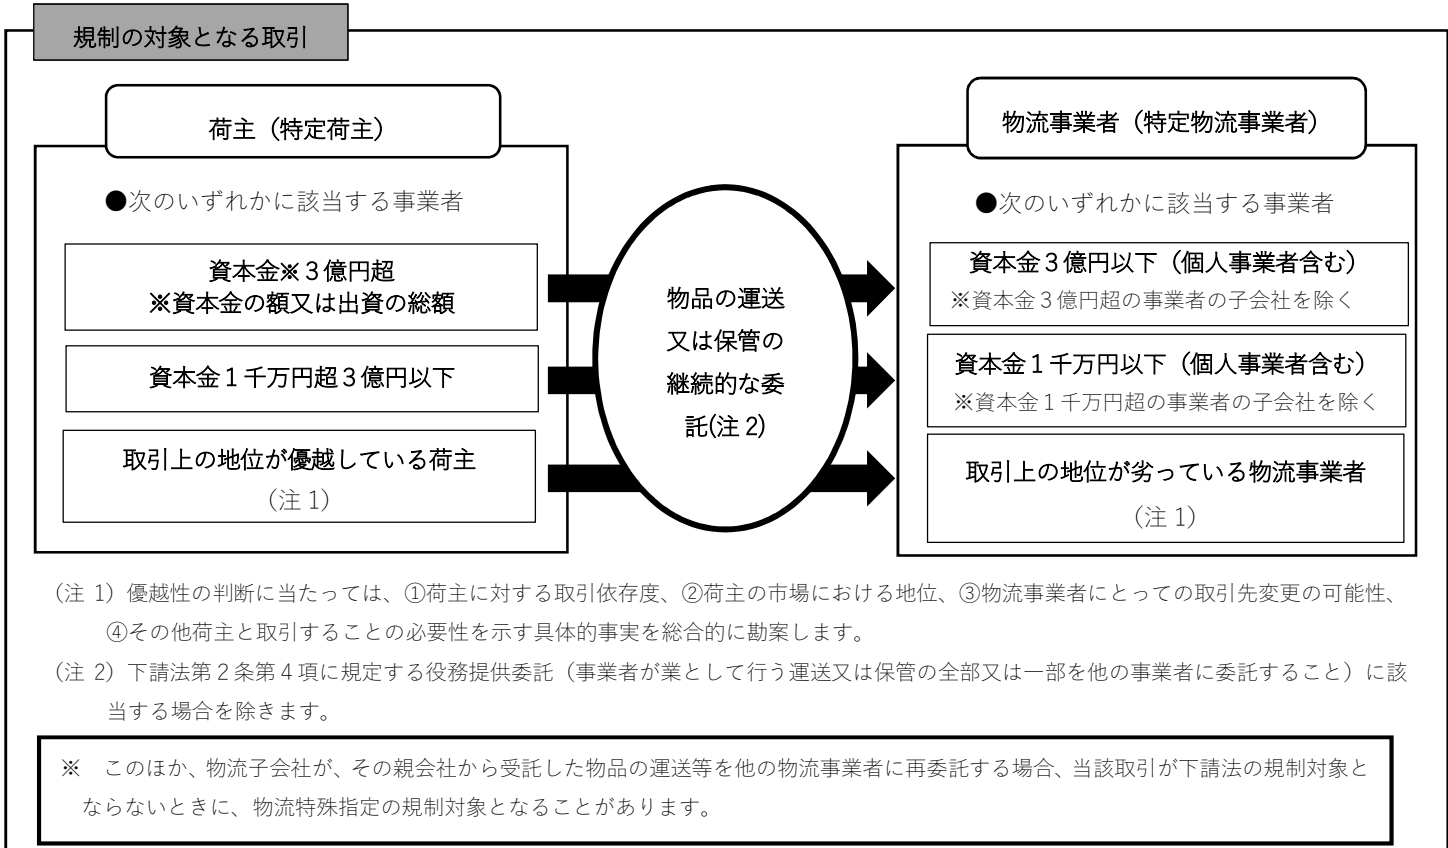 規制の対象となる取引
荷主（特定荷主）
●次のいずれかに該当する事業者
資本金※３億円超
※資本金の額又は出資の総額
資本金１千万円超３億円以下
取引上の地位が優越している荷主
（注 1）
物品の運送
又は保管の
継続的な委
託(注 2)
物流事業者（特定物流事業者）
●次のいずれかに該当する事業者
資本金３億円以下（個人事業者含む）
※資本金３億円超の事業者の子会社を除く
資本金１千万円以下（個人事業者含む）
※資本金１千万円超の事業者の子会社を除く
取引上の地位が劣っている物流事業者
（注 1）
（注 1）優越性の判断に当たっては、①荷主に対する取引依存度、②荷主の市場における地位、③物流事業者にとっての取引先変更の可能性、
④その他荷主と取引することの必要性を示す具体的事実を総合的に勘案します。
（注 2）下請法第２条第４項に規定する役務提供委託（事業者が業として行う運送又は保管の全部又は一部を他の事業者に委託すること）に該
当する場合を除きます。
※　このほか、物流子会社が、その親会社から受託した物品の運送等を他の物流事業者に再委託する場合、当該取引が下請法の規制対象と
ならないときに、物流特殊指定の規制対象となることがあります。